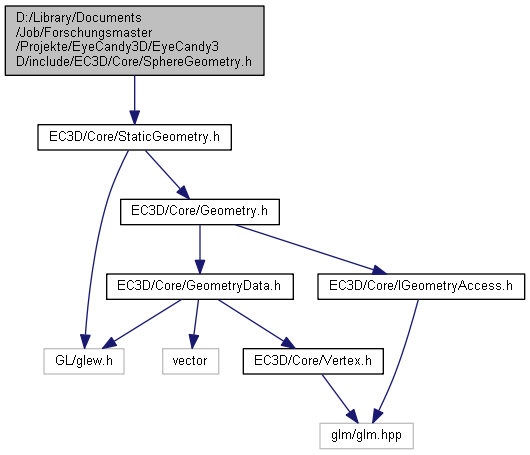 D:/Library/Documents
/Job/Forschungsmaster
/Projekte/EyeCandy3D/EyeCandy3
D/include/EC3D/Core/SphereGeometry.h
EC3D/Core/StaticGeometry.h
EC3D/Core/Geometry.h
EC3D/Core/GeometryData.h
EC3D/Core/IGeometryAccess.h
GL/glew.h
vector
EC3D/Core/Vertex.h
glm/glm.hpp